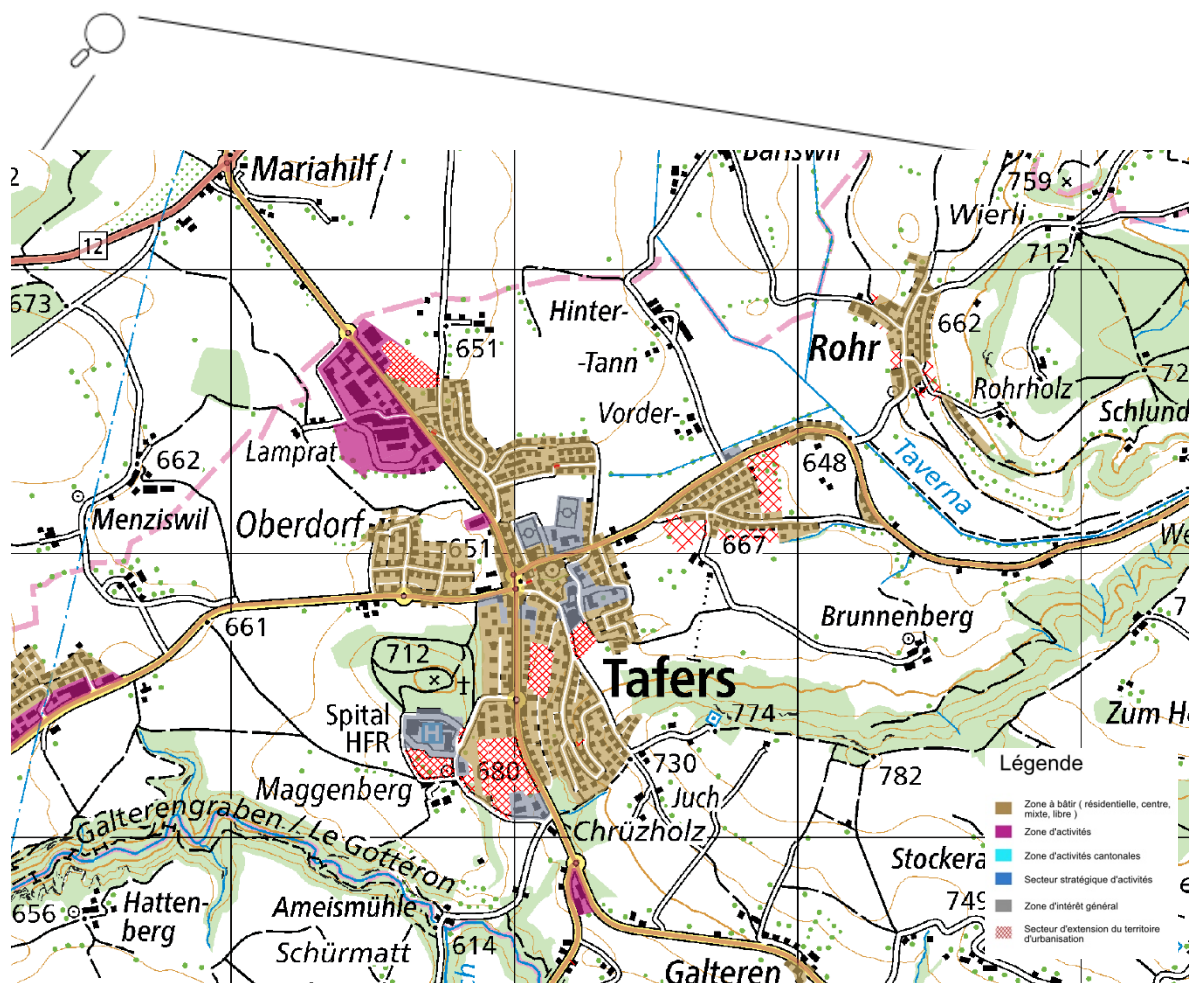 Mariahilf
759
Wierli
12
712
673
Hinter-
651
662
Rohr
-Tann
Rohrholz
Vorder-
Schlund
Lamprat
662
648
Taverna
Menziswil
Oberdorf
651
667
661
Brunnenberg
712
Tafers
Spital
HFR
H
774
Zum H
680
730
782
Maggenberg
Juch
Galterengraben / Le Gottéron
Chrüzholz
Stockera
656
Hatten-
berg
Ameismühle
749
Schürmatt
614
ch
Galteren
Légende
Zone à bâtir ( résidentielle, centre,
mixte, libre )
Zone d'activités
Zone d'activités cantonales
Secteur stratégique d'activités
Zone d'intérêt général
Secteur d'extension du territoire
d'urbanisation